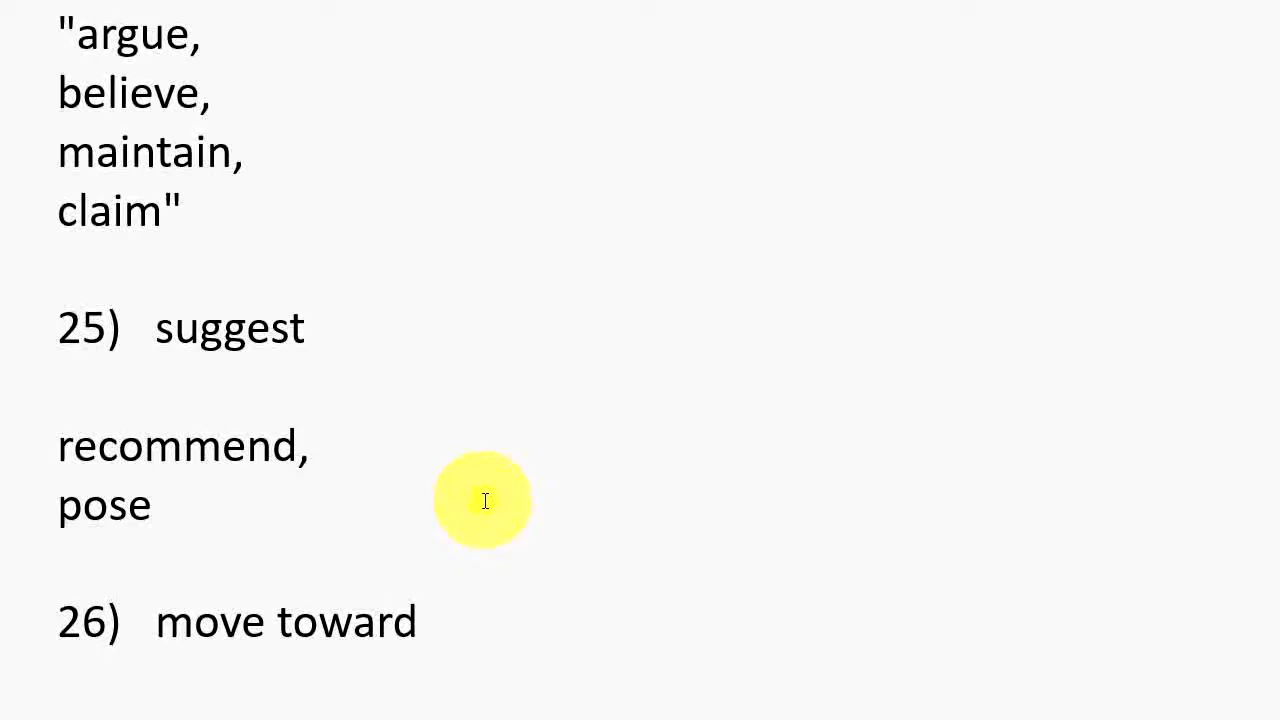 "argue,
believe,
maintain,
claim"
25) suggest
recommend,
pose
26) move toward